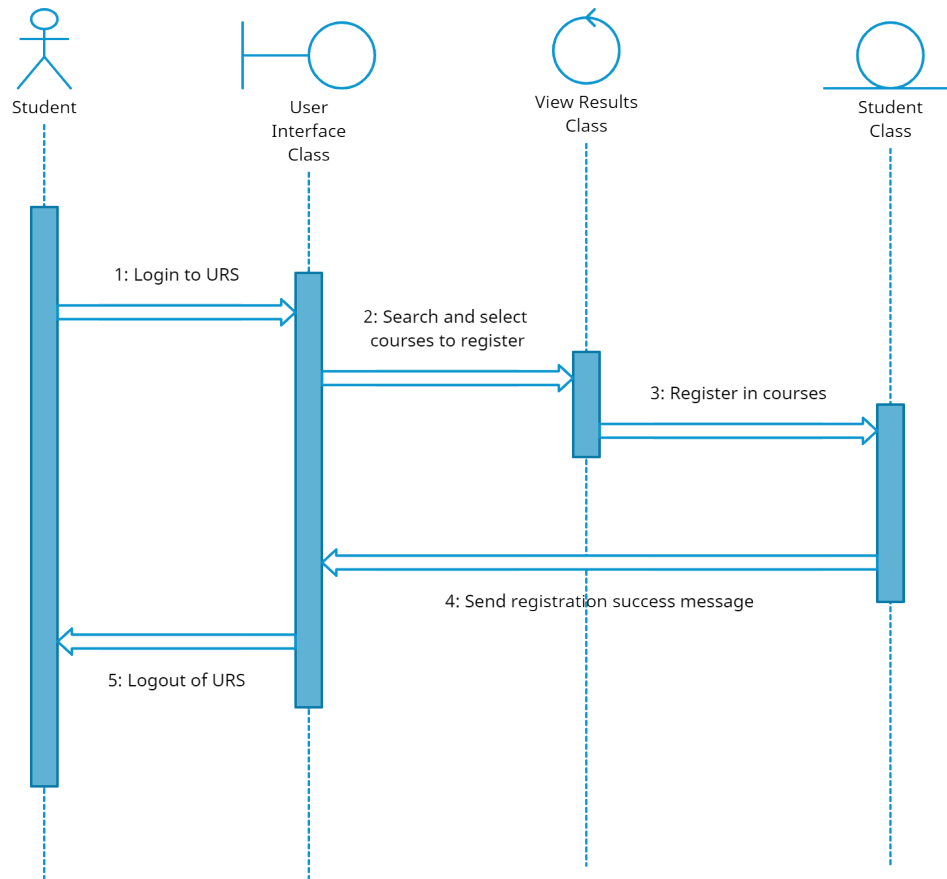 Student
User
Interface
Class
View Results
Class
Student
Class
1: Login to URS
2: Search and select
courses to register
3: Register in courses
4: Send registration success message
5: Logout of URS